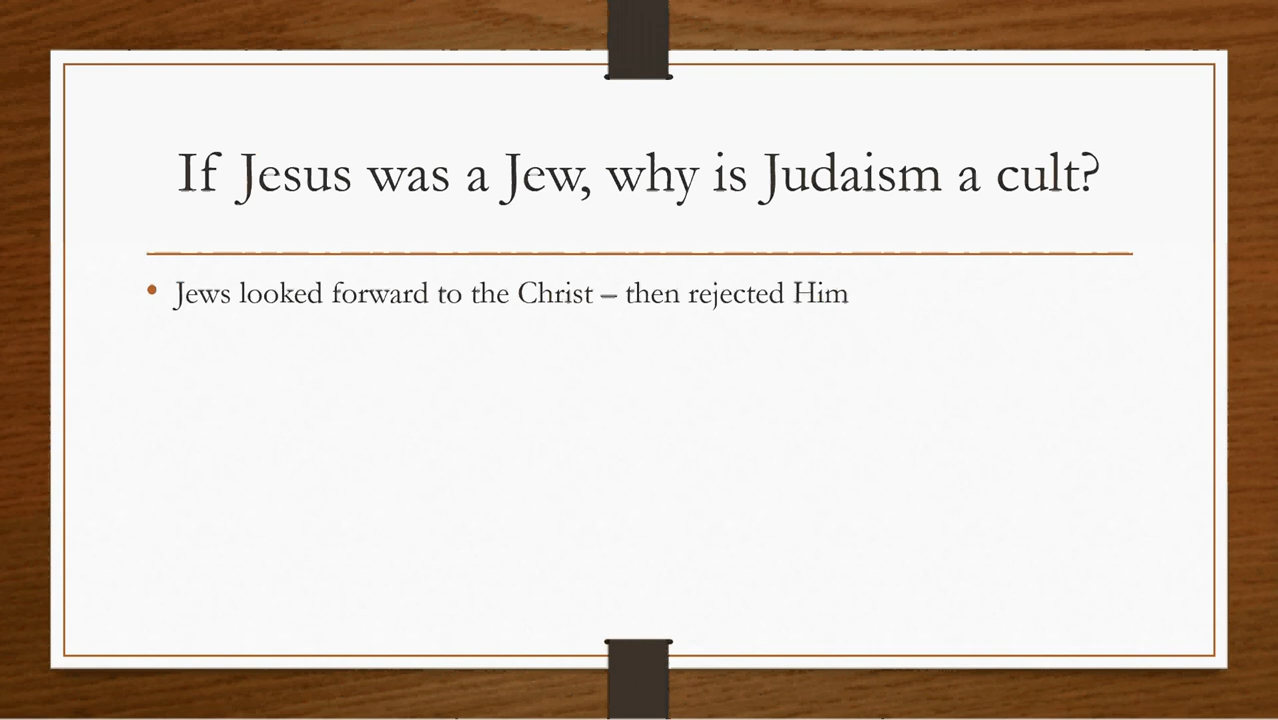 If Jesus was a Jew, why is Judaism a cult?
• Jews looked forward to the Christ – then rejected Him